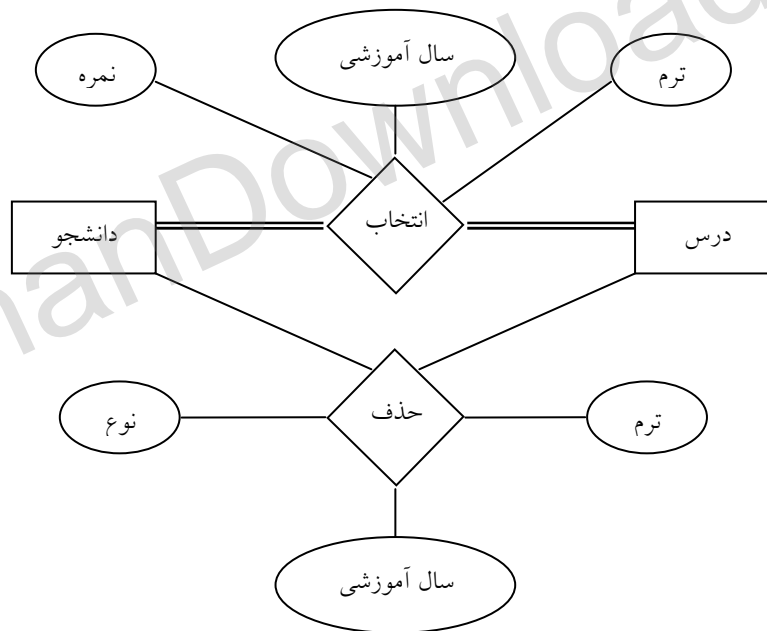 نمره
سال آموزشی
ترم
دانشجو
انتخاب
درس
حذف
نوع
ترم
سال آموزشی